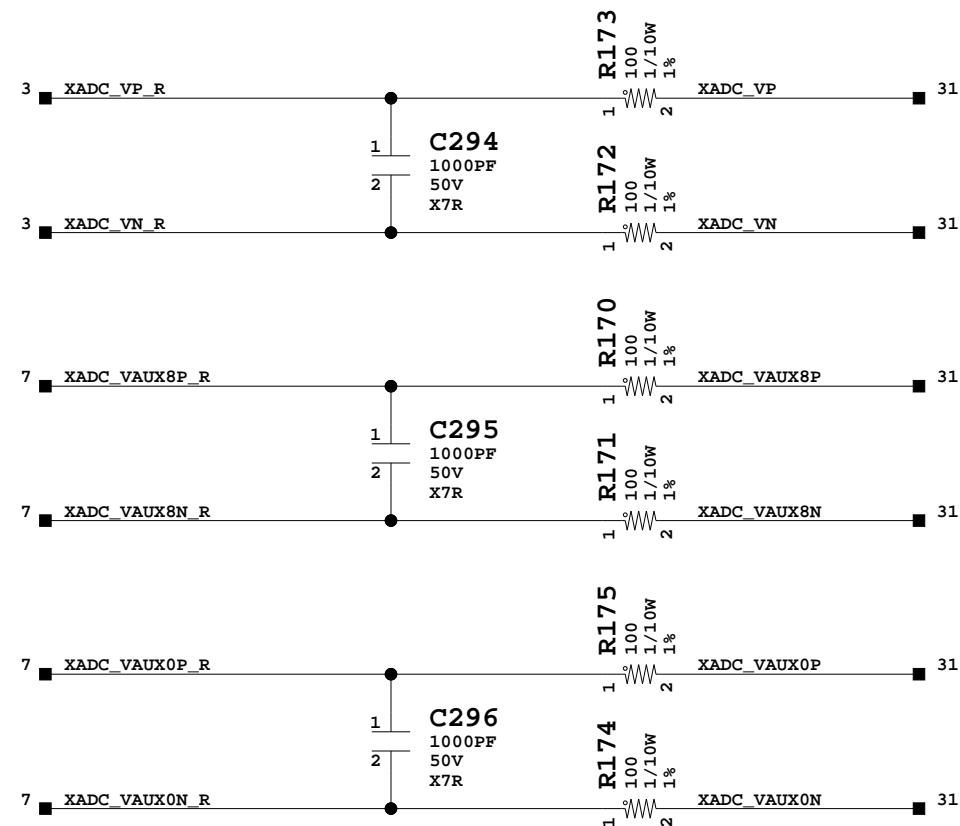 R173
100
1/10W
1%
3 XADC_VP_R
XADC_VP 31
1 2
1
C294
1000PF
2
50V
X7R
R172
100
1/10W
1%
3 XADC_VN_R
XADC_VN 31
1 2
R170
100
1/10W
1%
7 XADC_VAUX8P_R
XADC_VAUX8P 31
1 2
1
C295
1000PF
2
50V
X7R
R171
100
1/10W
1%
7 XADC_VAUX8N_R
XADC_VAUX8N 31
1 2
R175
100
1/10W
1%
7 XADC_VAUX0P_R
XADC_VAUX0P 31
1 2
1
C296
1000PF
2
50V
X7R
R174
100
1/10W
1%
7 XADC_VAUX0N_R
XADC_VAUX0N 31
1 2